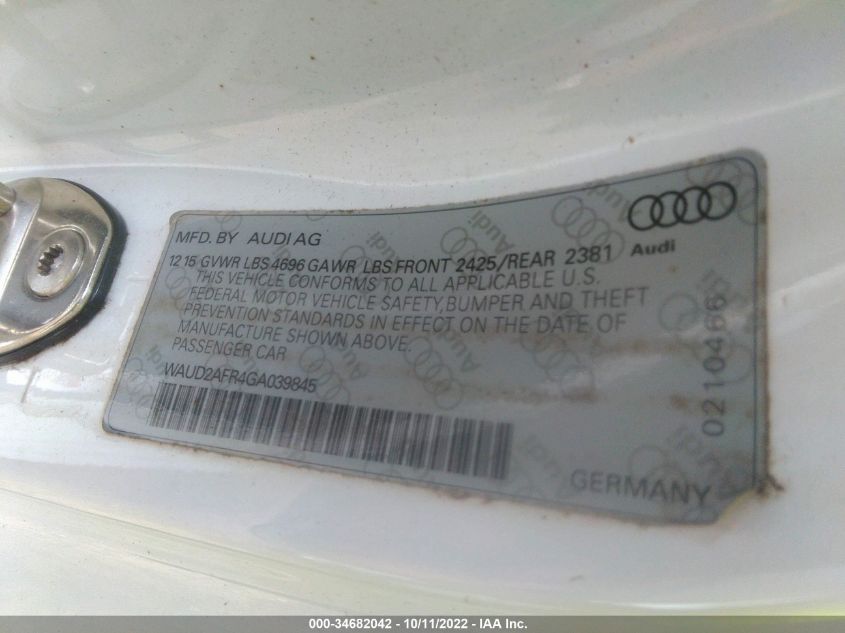 MFD. BY AUDI AG
Audi
12 15 GVWR LBS 4696 GAWR LBS FRONT 2425/REAR 2381
THIS VEHICLE CONFORMS TO ALL APPLICABLE U.S.
FEDERAL MOTOR VEHICLE SAFETY, BUMPER AND THEFT
PREVENTION STANDARDS IN EFFECT ON THE DATE OF
MANUFACTURE SHOWN ABOVE.
PASSENGER CAR
WAUD2AFR4GA039845
0210466
GERMANY
000-34682042 - 10/11/2022 - IAA Inc.